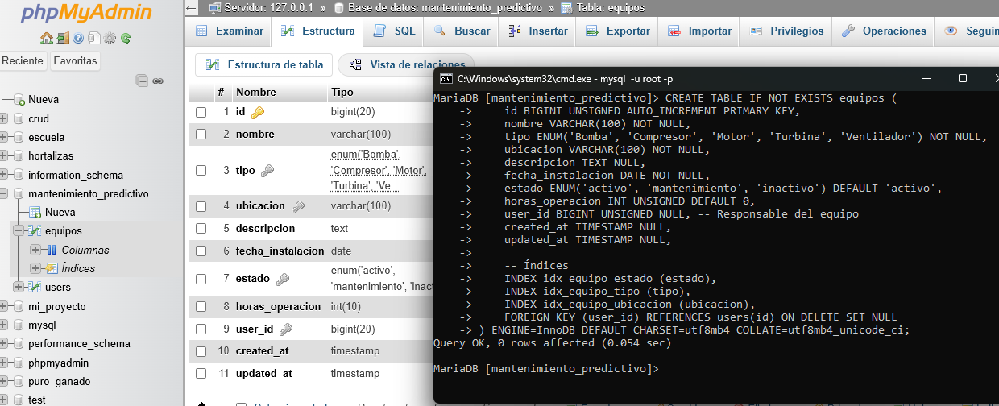 phpMyAdmin
Reciente Favoritas
Nueva
crud
escuela
hortalizas
information_schema
mantenimiento_predictivo
Nueva
equipos
Columnas
Índices
users
mi_proyecto
mysql
performance_schema
phpmyadmin
puro_ganado
test
Servidor: 127.0.0.1 » Base de datos: mantenimiento_predictivo » Tabla: equipos
Examinar Estructura SQL Buscar Insertar Exportar Importar Privilegios Operaciones Seguin
Estructura de tabla Vista de relaciones
# Nombre Tipo
1 id bigint(20)
2 nombre varchar(100)
3 tipo enum('Bomba',
'Compresor', 'Motor',
'Turbina', 'Ve...
4 ubicacion varchar(100)
5 descripcion text
6 fecha_instalacion date
7 estado enum('activo',
'mantenimiento', 'inact
8 horas_operacion int(10)
9 user_id bigint(20)
10 created_at timestamp
11 updated_at timestamp
C:\Windows\system32\cmd.exe - mysql -u root -p
MariaDB [mantenimiento_predictivo]> CREATE TABLE IF NOT EXISTS equipos (
-> id BIGINT UNSIGNED AUTO_INCREMENT PRIMARY KEY,
-> nombre VARCHAR(100) NOT NULL,
-> tipo ENUM('Bomba', 'Compresor', 'Motor', 'Turbina', 'Ventilador') NOT NULL,
-> ubicacion VARCHAR(100) NOT NULL,
-> descripcion TEXT NULL,
-> fecha_instalacion DATE NOT NULL,
-> estado ENUM('activo', 'mantenimiento', 'inactivo') DEFAULT 'activo',
-> horas_operacion INT UNSIGNED DEFAULT 0,
-> user_id BIGINT UNSIGNED NULL, -- Responsable del equipo
-> created_at TIMESTAMP NULL,
-> updated_at TIMESTAMP NULL,
->
-> -- Índices
-> INDEX idx_equipo_estado (estado),
-> INDEX idx_equipo_tipo (tipo),
-> INDEX idx_equipo_ubicacion (ubicacion),
-> FOREIGN KEY (user_id) REFERENCES users(id) ON DELETE SET NULL
-> ) ENGINE=InnoDB DEFAULT CHARSET=utf8mb4 COLLATE=utf8mb4_unicode_ci;
Query OK, 0 rows affected (0.054 sec)
MariaDB [mantenimiento_predictivo]>